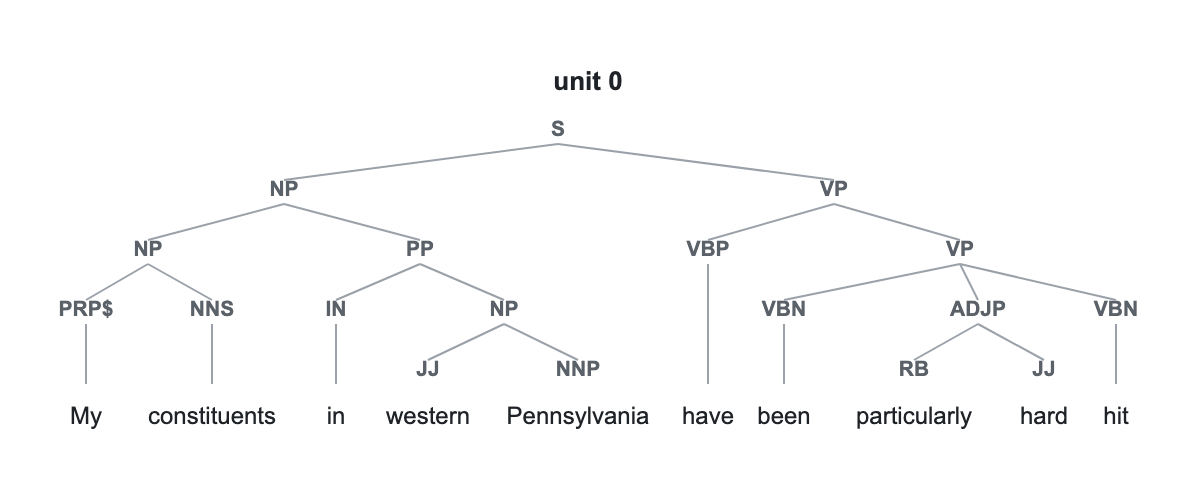 unit 0
S
NP VP
NP PP VBP VP
PRP$ NNS IN NP VBN ADJP VBN
JJ NNP RB JJ
My constituents in western Pennsylvania have been particularly hard hit